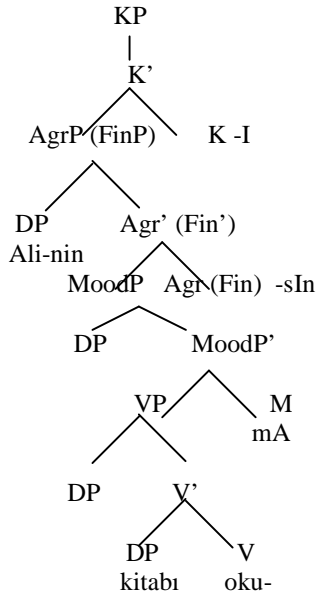 KP
K’
AgrP (FinP) K -I
DP Agr’ (Fin’)
Ali-nin
MoodP Agr (Fin) -sIn
DP MoodP’
VP M
mA
DP V’
DP V
kitabı oku-